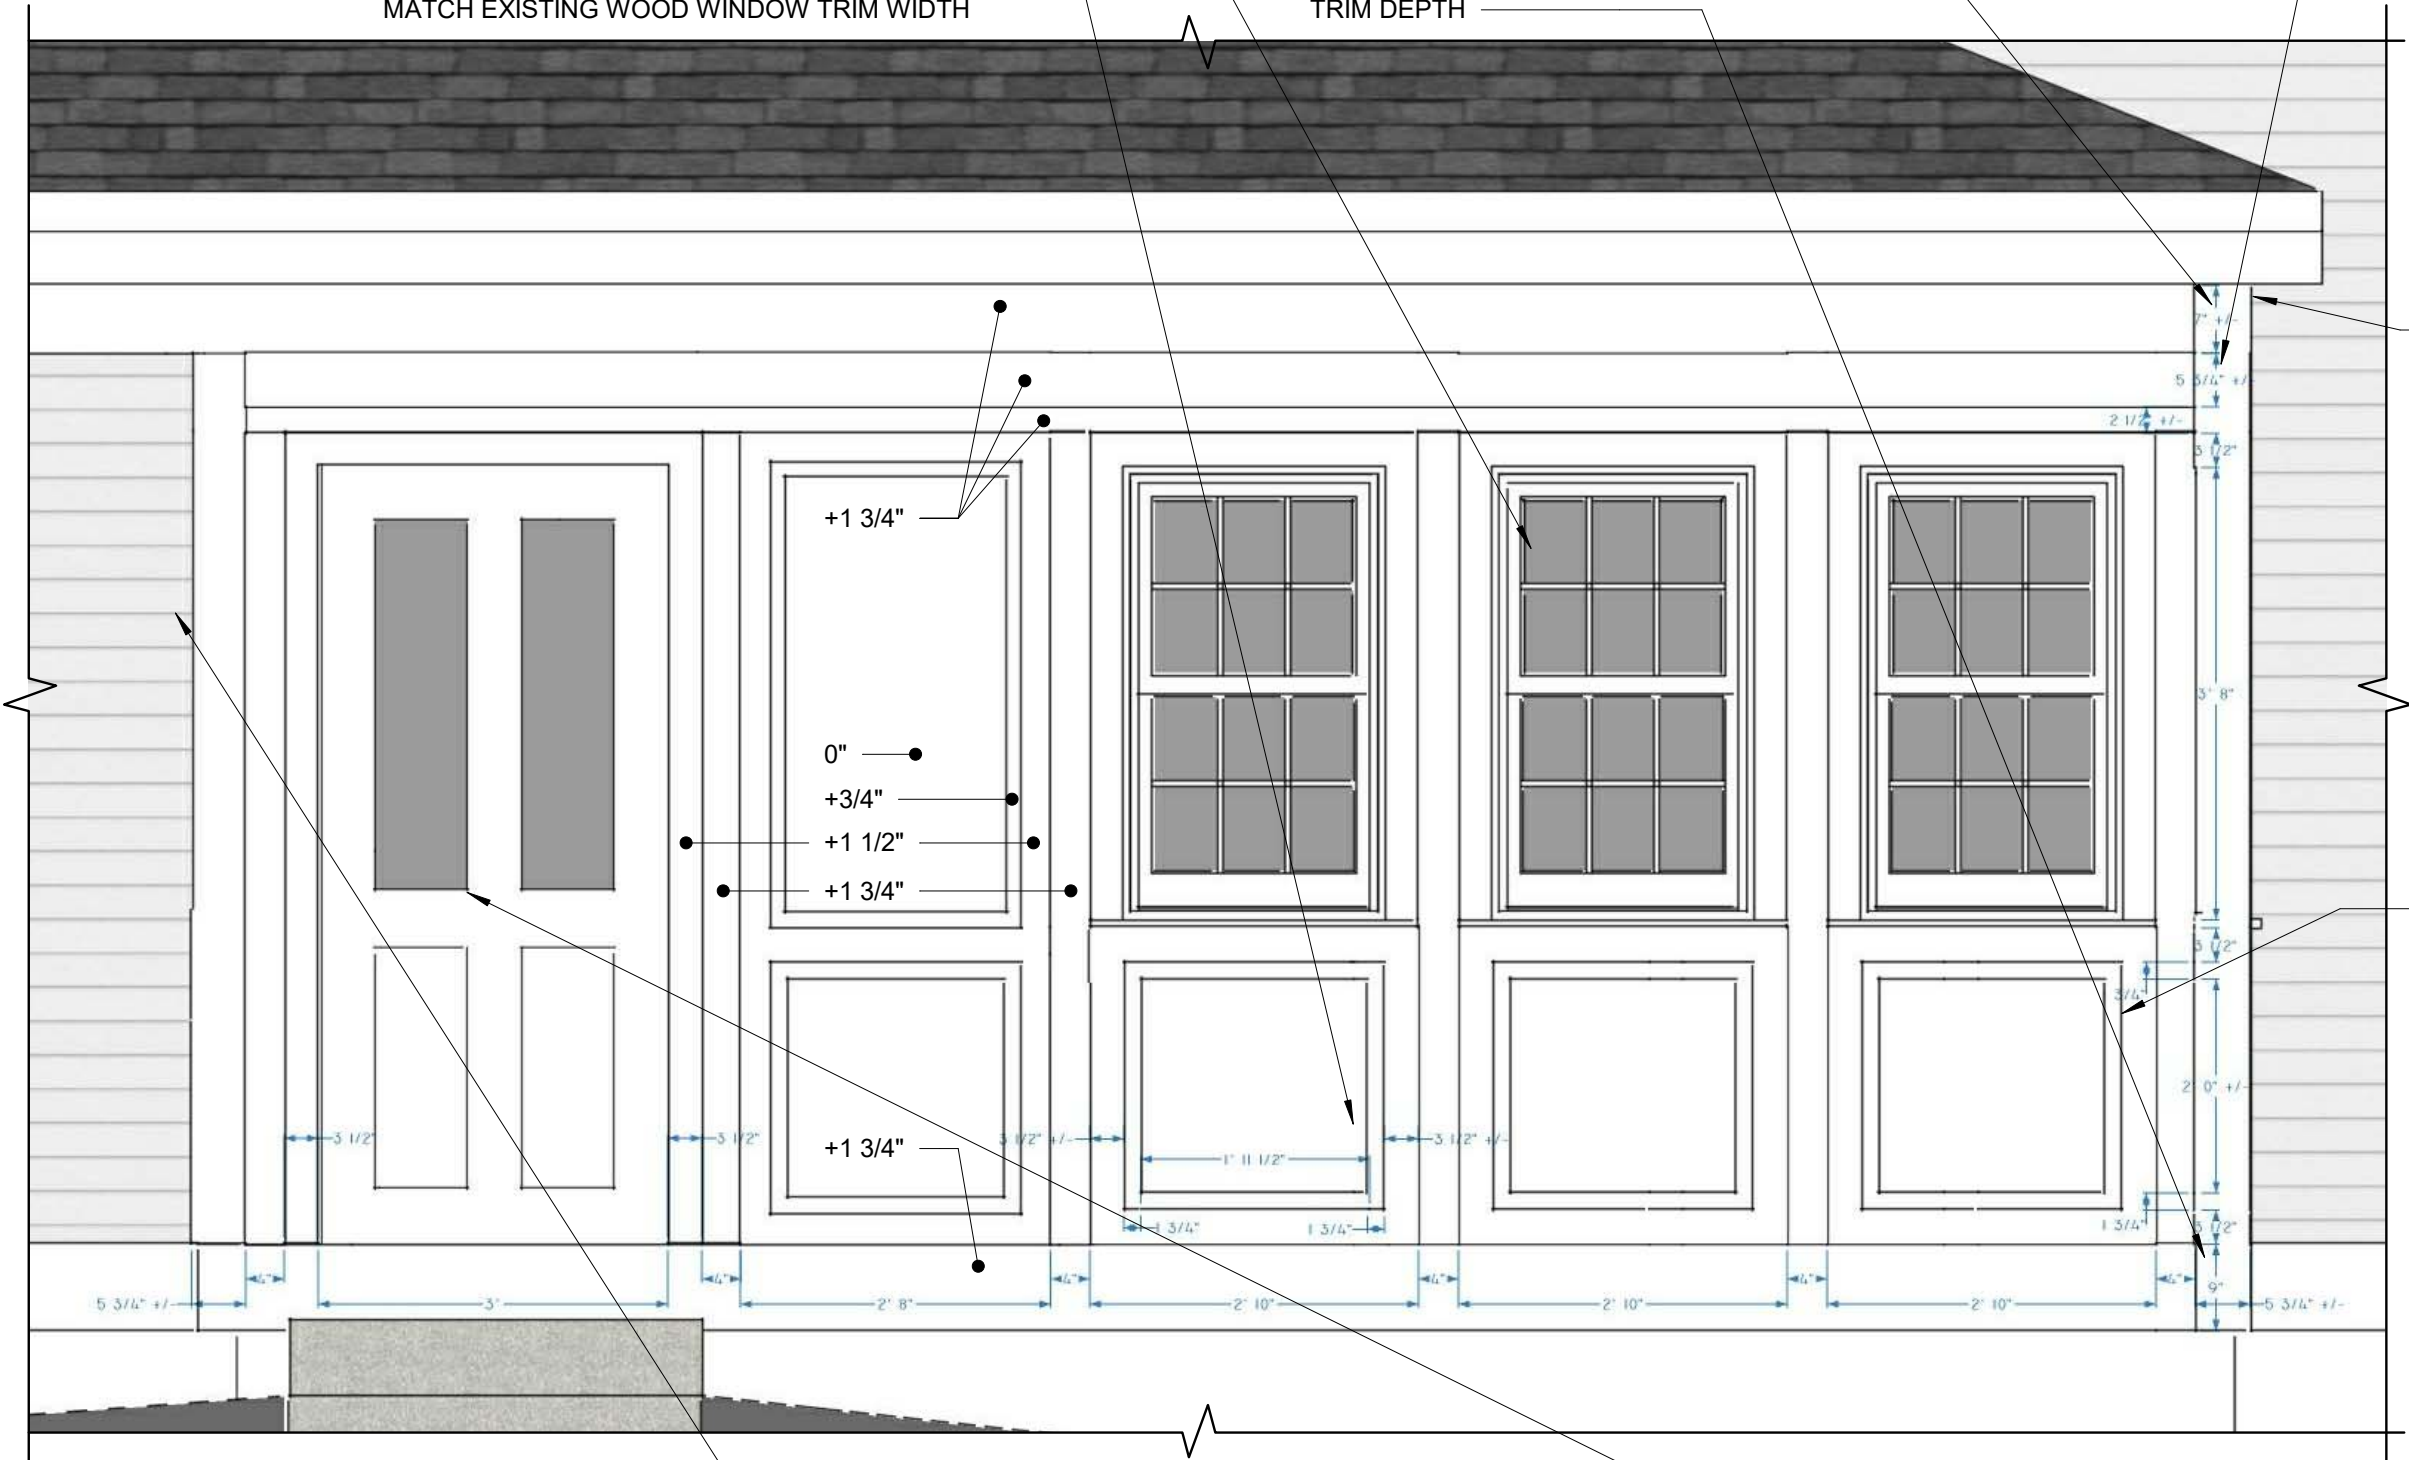 MATCH EXISTING WOOD WINDOW TRIM WIDTH
TRIM DEPTH
7" +/-
5 3/4" +/-
2 1/2" +/-
3 1/2"
+1 3/4"
3' 8"
0"
+3/4"
+1 1/2"
+1 3/4"
3 1/2"
3/4"
2' 0" +/-
3 1/2"
3 1/2"
3 1/2" +/-
3 1/2" +/-
+1 3/4"
1' 11 1/2"
1 3/4"
1 3/4"
1 3/4"
3 1/2"
4"
4"
4"
4"
4"
4"
9"
5 3/4" +/-
3'
2' 8"
2' 10"
2' 10"
2' 10"
5 3/4" +/-